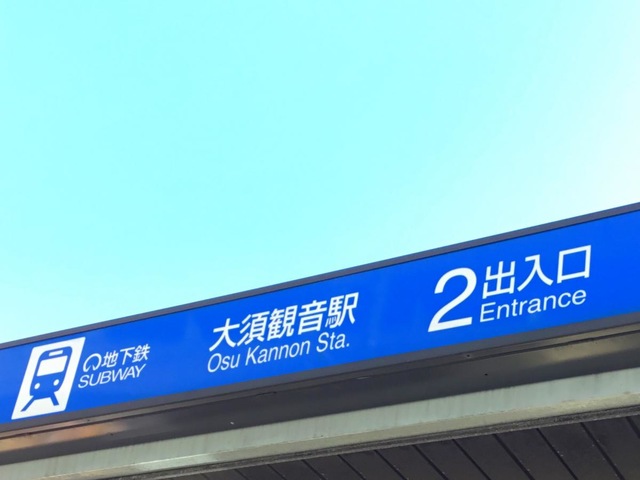 地下鉄
SUBWAY
大須観音駅
Osu Kannon Sta.
2 出入口
Entrance